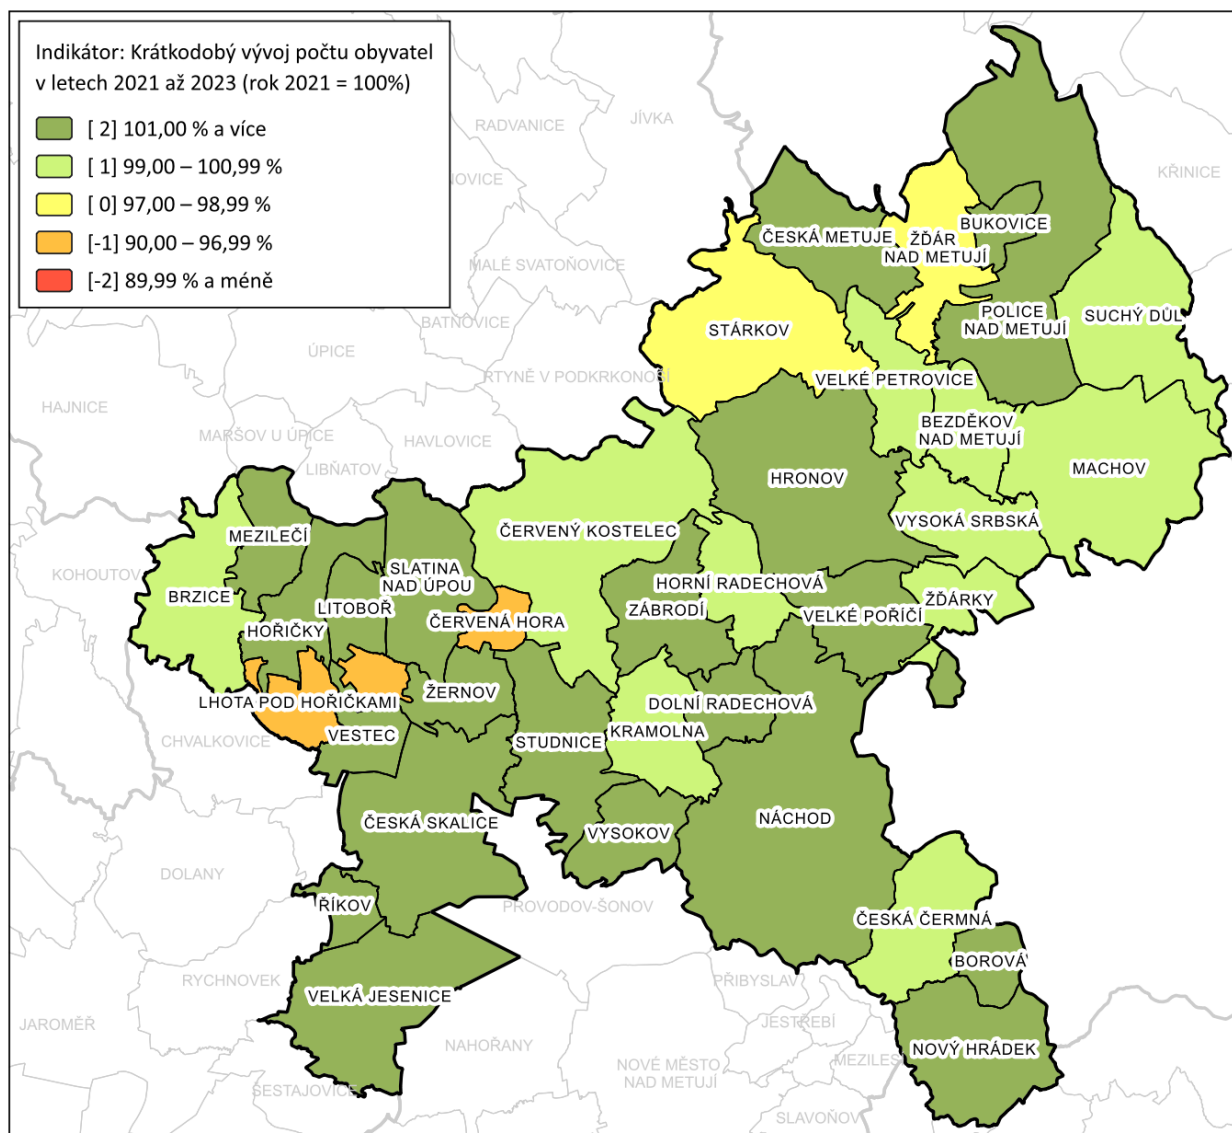 Indikátor: Krátkodobý vývoj počtu obyvatel
v letech 2021 až 2023 (rok 2021 = 100%)
[ 2] 101,00 % a více
[ 1] 99,00 – 100,99 %
[ 0] 97,00 – 98,99 %
[-1] 90,00 – 96,99 %
[-2] 89,99 % a méně
RADVANICE
JÍVKA
KŘINICE
NOVICE
BUKOVICE
ČESKÁ METUJE
ŽĎÁR
NAD METUJÍ
MALÉ SVATOŇOVICE
POLICE
NAD METUJÍ
SUCHÝ DŮL
BATŇOVICE
STÁRKOV
ÚPICE
RTYNĚ V PODKRKONOŠÍ
VELKÉ PETROVICE
HAJNICE
BEZDĚKOV
NAD METUJÍ
MARŠOV U ÚPICE
HAVLOVICE
LIBŇATOV
MACHOV
HRONOV
VYSOKÁ SRBSKÁ
ČERVENÝ KOSTELEC
MEZILEČÍ
SLATINA
NAD ÚPOU
KOHOUTOV
BRZICE
HORNÍ RADECHOVÁ
ŽĎÁRKY
LITOBOŘ
ZÁBRODÍ
VELKÉ POŘÍČÍ
ČERVENÁ HORA
HOŘIČKY
ŽERNOV
LHOTA POD HOŘIČKAMI
DOLNÍ RADECHOVÁ
KRAMOLNA
VESTEC
CHVALKOVICE
STUDNICE
NÁCHOD
ČESKÁ SKALICE
VYSOKOV
DOLANY
ŘÍKOV
PROVODOV-ŠONOV
ČESKÁ ČERMNÁ
BOROVÁ
RYCHNOVEK
PŘIBYSLAV
VELKÁ JESENICE
JAROMĚŘ
JESTŘEBÍ
NAHOŘANY
NOVÝ HRÁDEK
MEZILES
NOVÉ MĚSTO
NAD METUJÍ
ŠESTAJOVICE
SLAVOŇOV